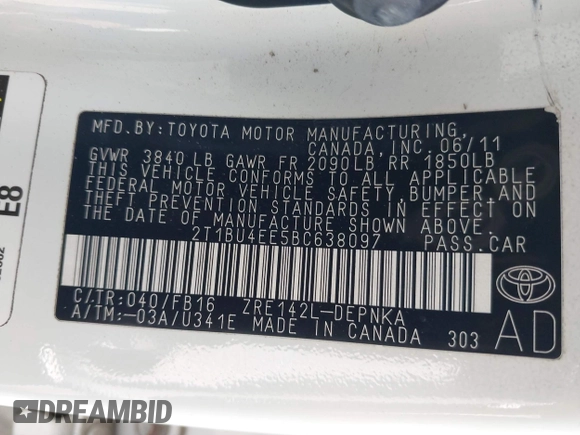 MFD. BY: TOYOTA MOTOR MANUFACTURING,
CANADA, INC. 06/11
GVWR 3840 LB GAWR FR 2090LB, RR 1850LB
THIS VEHICLE CONFORMS TO ALL APPLICABLE
FEDERAL MOTOR VEHICLE SAFETY, BUMPER, AND
THEFT PREVENTION STANDARDS IN EFFECT ON
THE DATE OF MANUFACTURE SHOWN ABOVE.
2T1BU4EE5BC638097 PASS. CAR
C/TR: 040/FB16 ZRE142L-DEPNKA
A/TM: -03A/U341E MADE IN CANADA 303
TOYOTA
AD
E8
DREAMBID